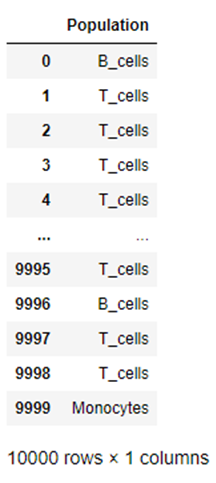 Population
0 B_cells
1 T_cells
2 T_cells
3 T_cells
4 T_cells
... ...
9995 T_cells
9996 B_cells
9997 T_cells
9998 T_cells
9999 Monocytes
10000 rows × 1 columns